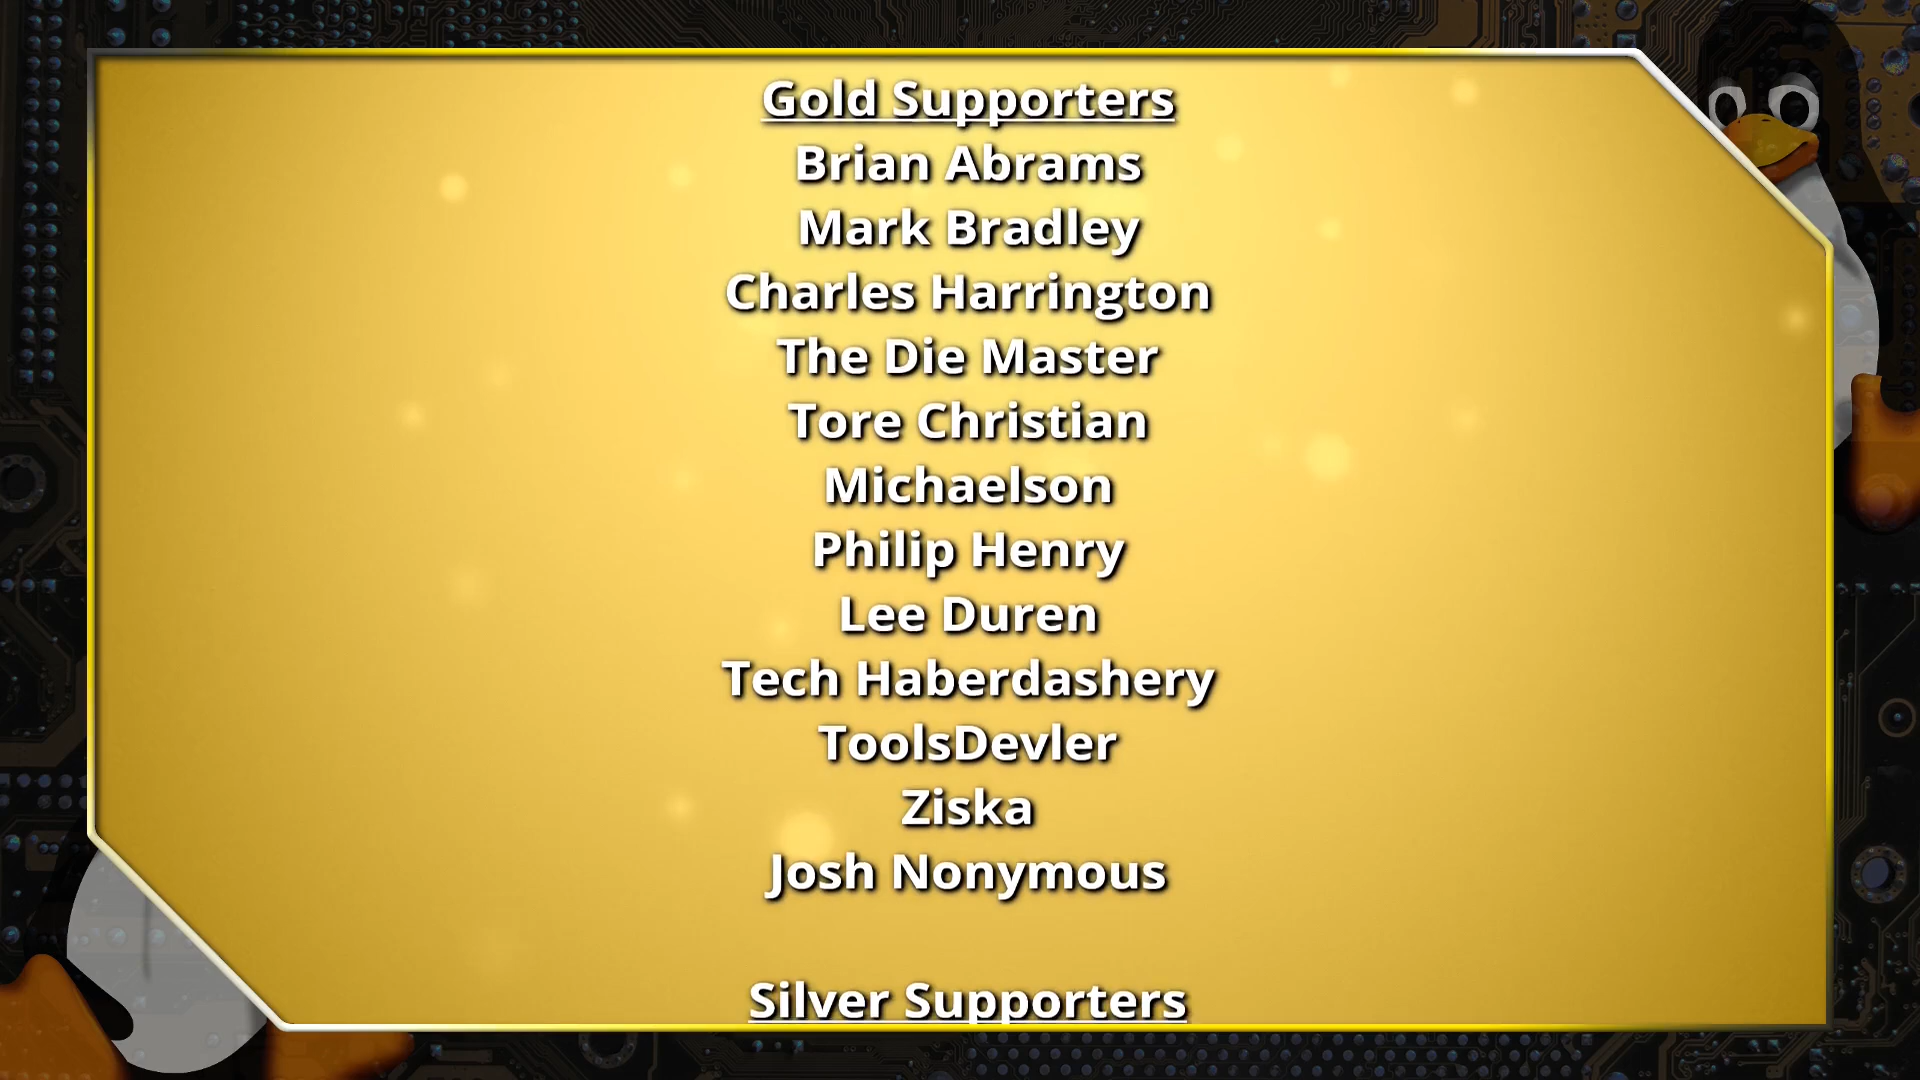 Gold Supporters
Brian Abrams
Mark Bradley
Charles Harrington
The Die Master
Tore Christian
Michaelson
Philip Henry
Lee Duren
Tech Haberdashery
ToolsDevler
Ziska
Josh Nonymous
Silver Supporters